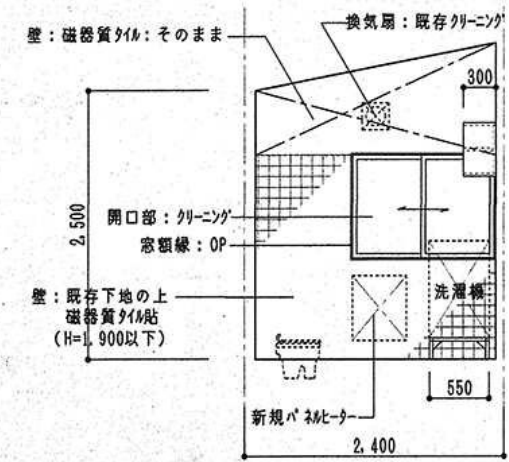 換気扇：既存ｸﾘｰﾆﾝｸﾞ
壁：磁器質ﾀｲﾙ：そのまま
300
2,500
開口部：ｸﾘｰﾆﾝｸﾞ
窓額縁：OP
壁：既存下地の上
磁器質ﾀｲﾙ貼
(H=1,900以下)
洗濯機
550
新規ﾊﾟﾈﾙﾋｰﾀｰ
2,400